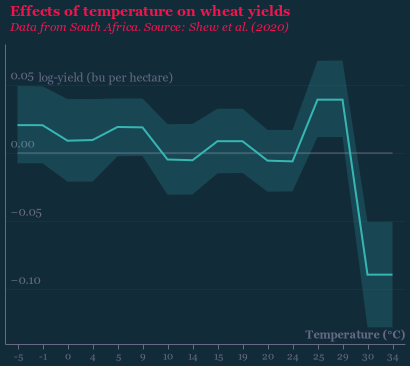 Effects of temperature on wheat yields
Data from South Africa. Source: Shew et al. (2020)
0.05 log-yield (bu per hectare)
0.00
−0.05
−0.10
Temperature (°C)
-5 -1 0 4 5 9 10 14 15 19 20 24 25 29 30 34